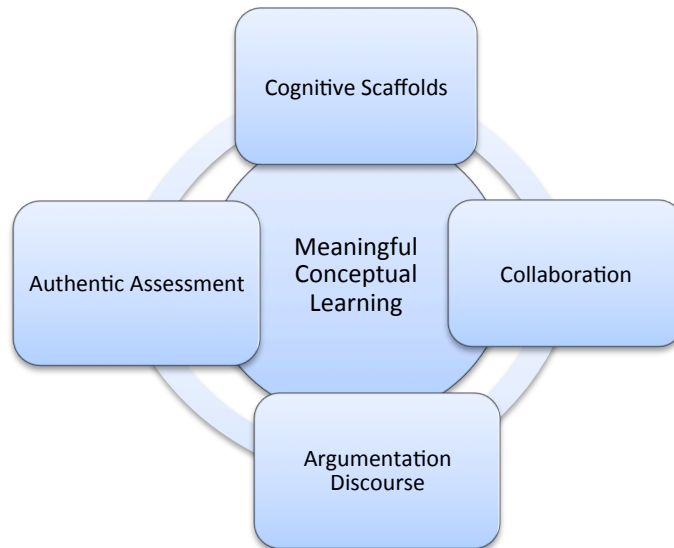 Cognitive Scaffolds
Authentic Assessment
Meaningful
Conceptual
Learning
Collaboration
Argumentation
Discourse